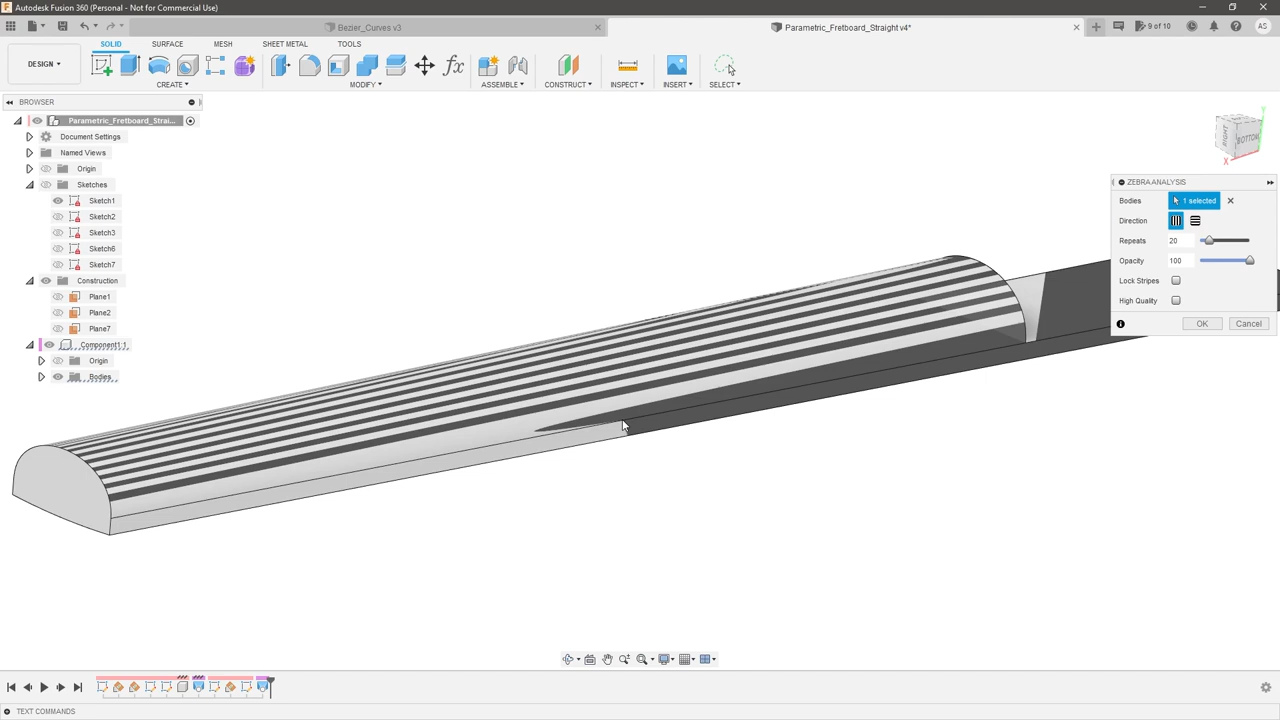 Autodesk Fusion 360 (Personal - Not for Commercial Use)
Bezier_Curves v3
Parametric_Fretboard_Straight v4*
9 of 10
AS
SOLID
SURFACE
MESH
SHEET METAL
TOOLS
DESIGN
CREATE
MODIFY
ASSEMBLE
CONSTRUCT
INSPECT
INSERT
SELECT
BROWSER
Parametric_Fretboard_Strai...
Document Settings
Named Views
Origin
Sketches
Sketch1
Sketch2
Sketch3
Sketch6
Sketch7
Construction
Plane1
Plane2
Plane7
Component1:1
Origin
Bodies
RIGHT
BOTTOM
Y
X
ZEBRA ANALYSIS
Bodies
1 selected
Direction
Repeats
20
Opacity
100
Lock Stripes
High Quality
OK
Cancel
TEXT COMMANDS